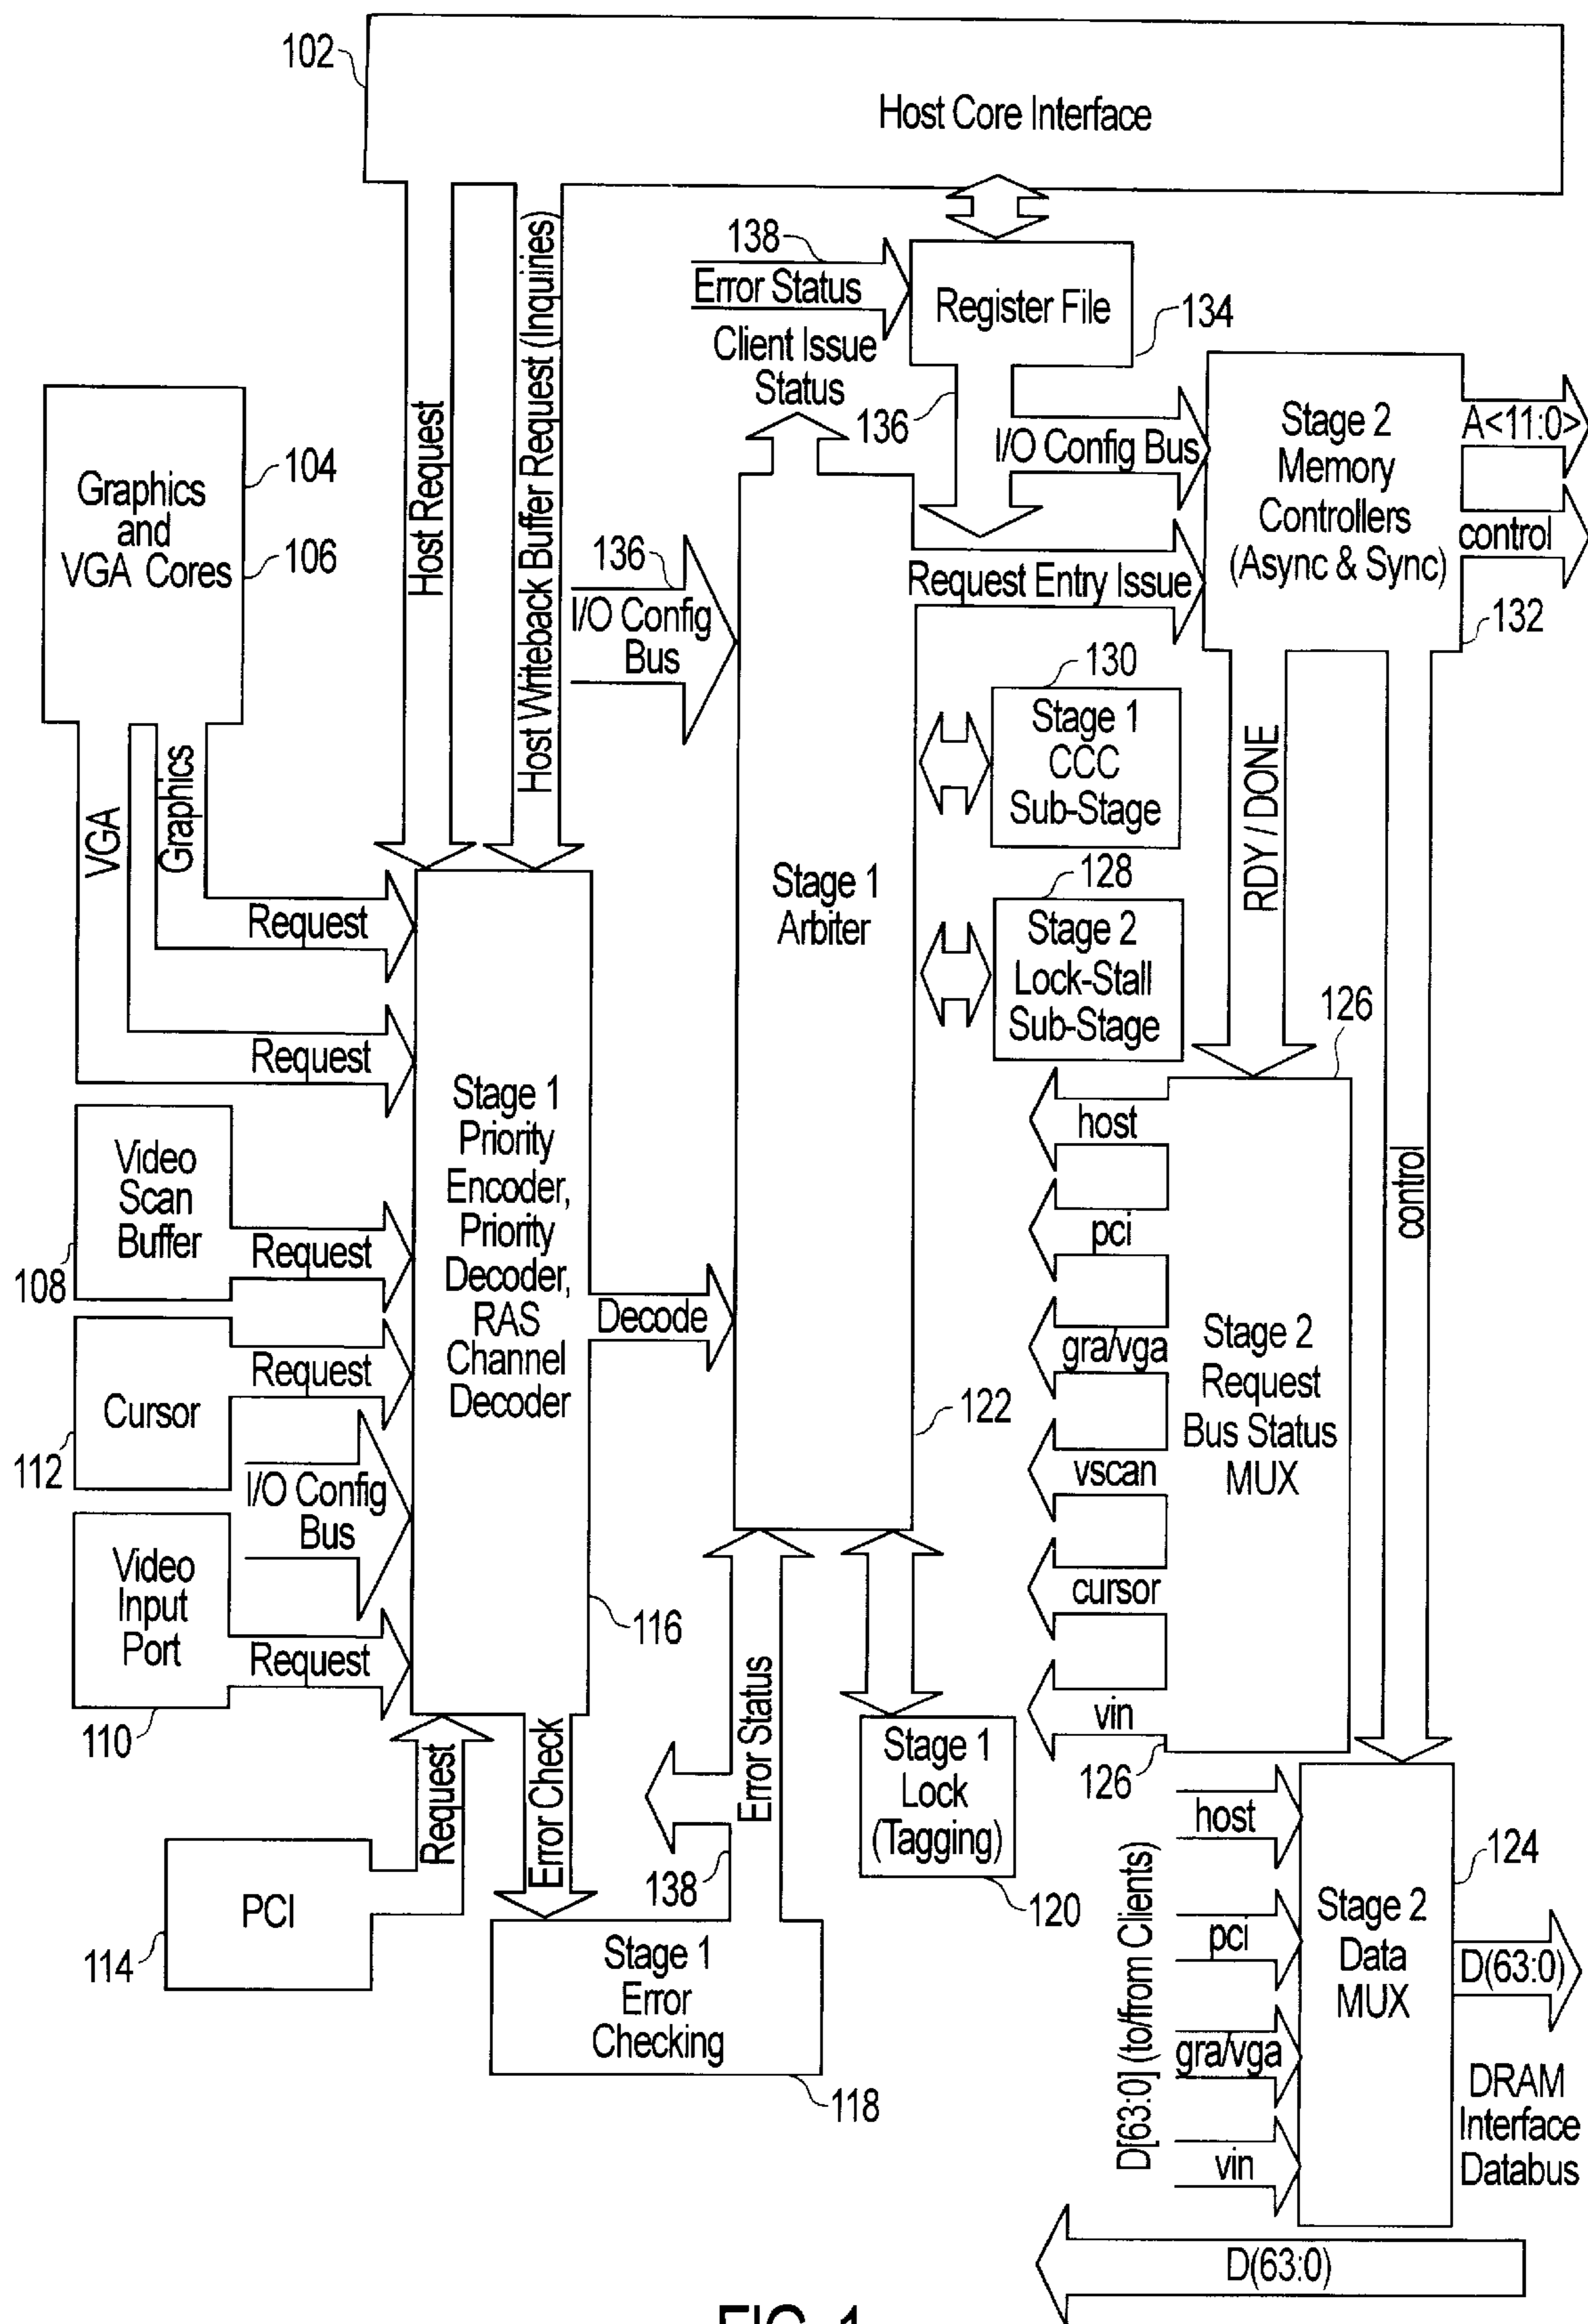 102
Host Core Interface
138
Error Status
Register File
134
Client Issue
Status
136
I/O Config Bus
Stage 2
Memory
Controllers
(Async & Sync)
A<11:0>
control
132
Request Entry Issue
Host Request
Host Writeback Buffer Request (Inquiries)
Graphics
and
VGA Cores
104
106
136
I/O Config
Bus
130
Stage 1
CCC
Sub-Stage
VGA
Graphics
Request
Request
Stage 1
Arbiter
128
Stage 2
Lock-Stall
Sub-Stage
RDY / DONE
control
126
Video
Scan
Buffer
108
Request
Cursor
112
Request
I/O Config
Bus
Video
Input
Port
110
Request
Stage 1
Priority
Encoder,
Priority
Decoder,
RAS
Channel
Decoder
Decode
116
122
host
pci
gra/vga
vscan
cursor
vin
Stage 2
Request
Bus Status
MUX
126
PCI
114
Request
Error Check
Error Status
138
Stage 1
Lock
(Tagging)
120
Stage 1
Error
Checking
118
D[63:0] (to/from Clients)
host
pci
gra/vga
vin
Stage 2
Data
MUX
124
D(63:0)
DRAM
Interface
Databus
D(63:0)
FIG. 1